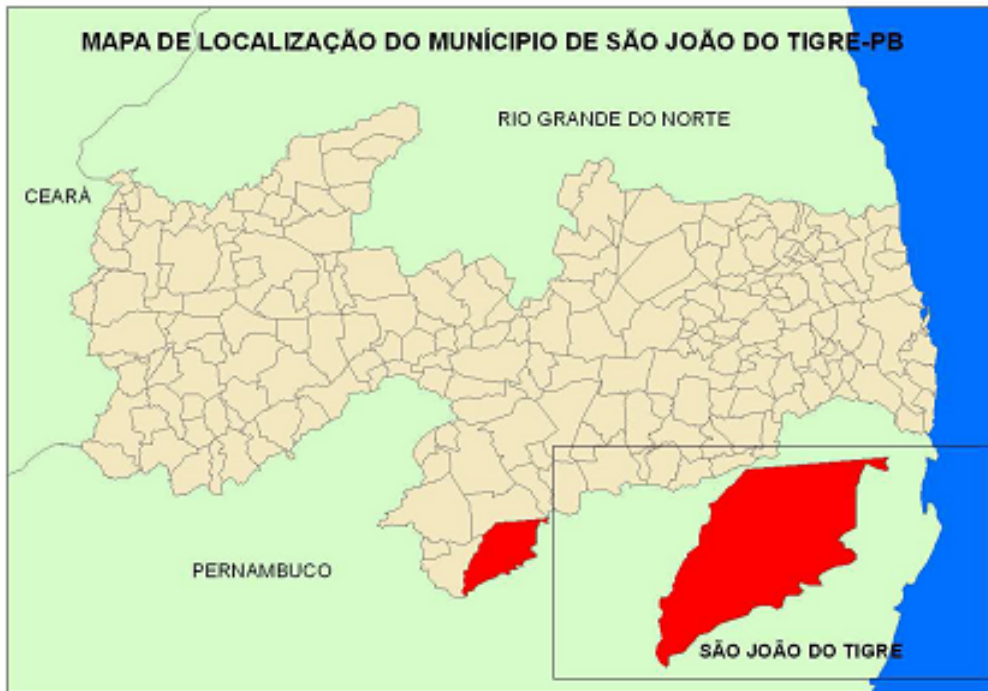 MAPA DE LOCALIZAÇÃO DO MUNÍCIPIO DE SÃO JOÃO DO TIGRE-PB
RIO GRANDE DO NORTE
CEARÀ
PERNAMBUCO
SÃO JOÃO DO TIGRE